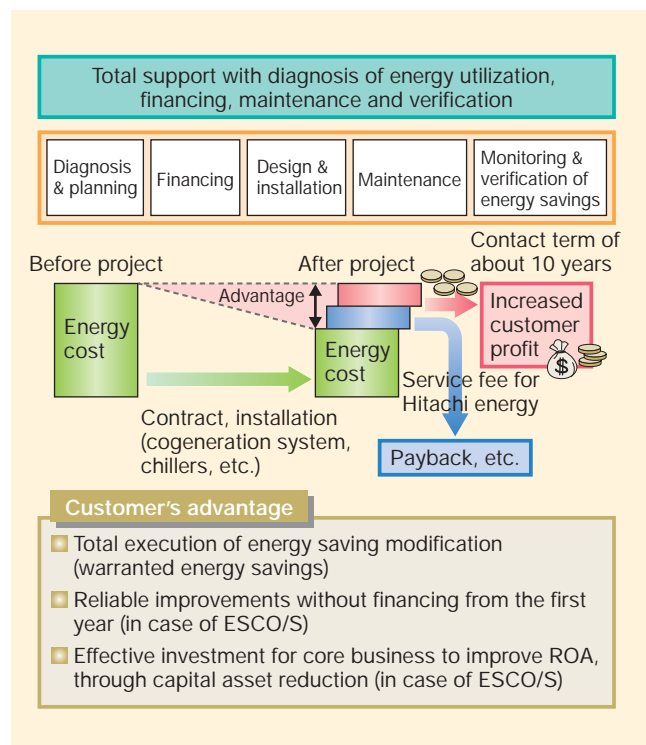 Total support with diagnosis of energy utilization,
financing, maintenance and verification
Diagnosis
& planning
Financing
Design &
installation
Maintenance
Monitoring &
verification of
energy savings
Contact term of
about 10 years
Before project
After project
Advantage
Energy
cost
Energy
cost
Increased
customer
profit
$
Service fee for
Hitachi energy
Contract, installation
(cogeneration system,
chillers, etc.)
Payback, etc.
Customer's advantage
Total execution of energy saving modification
(warranted energy savings)
Reliable improvements without financing from the first
year (in case of ESCO/S)
Effective investment for core business to improve ROA,
through capital asset reduction (in case of ESCO/S)